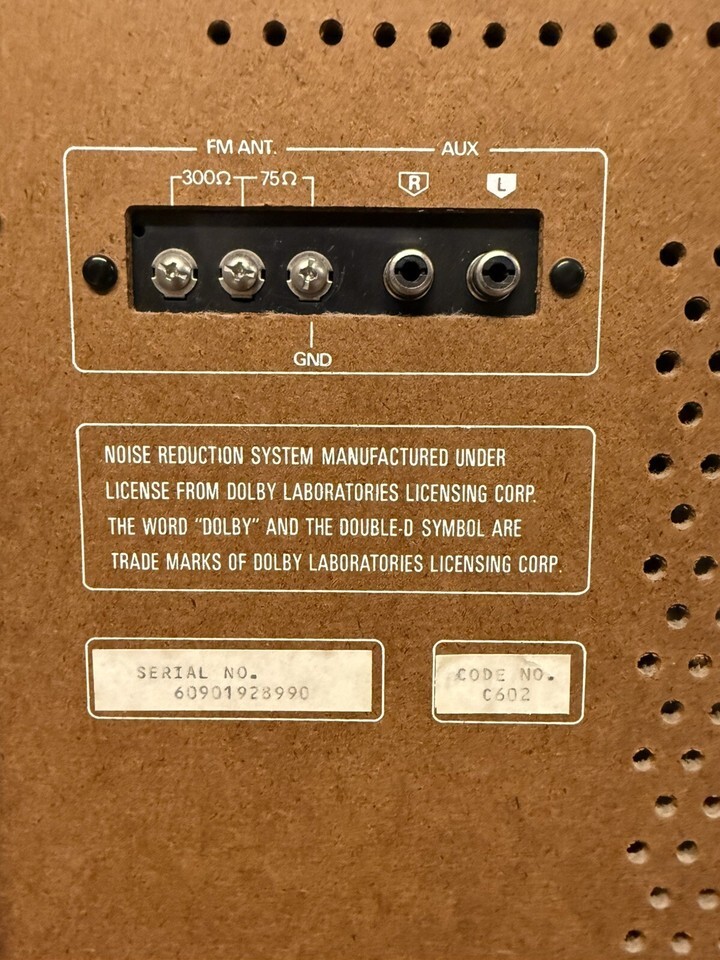 FM ANT. AUX
300Ω 75Ω R L
GND
NOISE REDUCTION SYSTEM MANUFACTURED UNDER
LICENSE FROM DOLBY LABORATORIES LICENSING CORP.
THE WORD "DOLBY" AND THE DOUBLE-D SYMBOL ARE
TRADE MARKS OF DOLBY LABORATORIES LICENSING CORP.
SERIAL NO.
60901928990
CODE NO.
C602